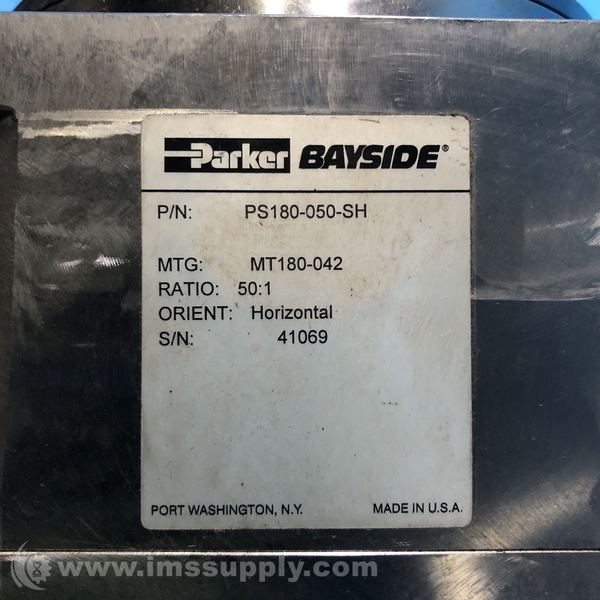 Parker BAYSIDE®
P/N: PS180-050-SH
MTG: MT180-042
RATIO: 50:1
ORIENT: Horizontal
S/N: 41069
PORT WASHINGTON, N.Y. MADE IN U.S.A.
© www.imssupply.com